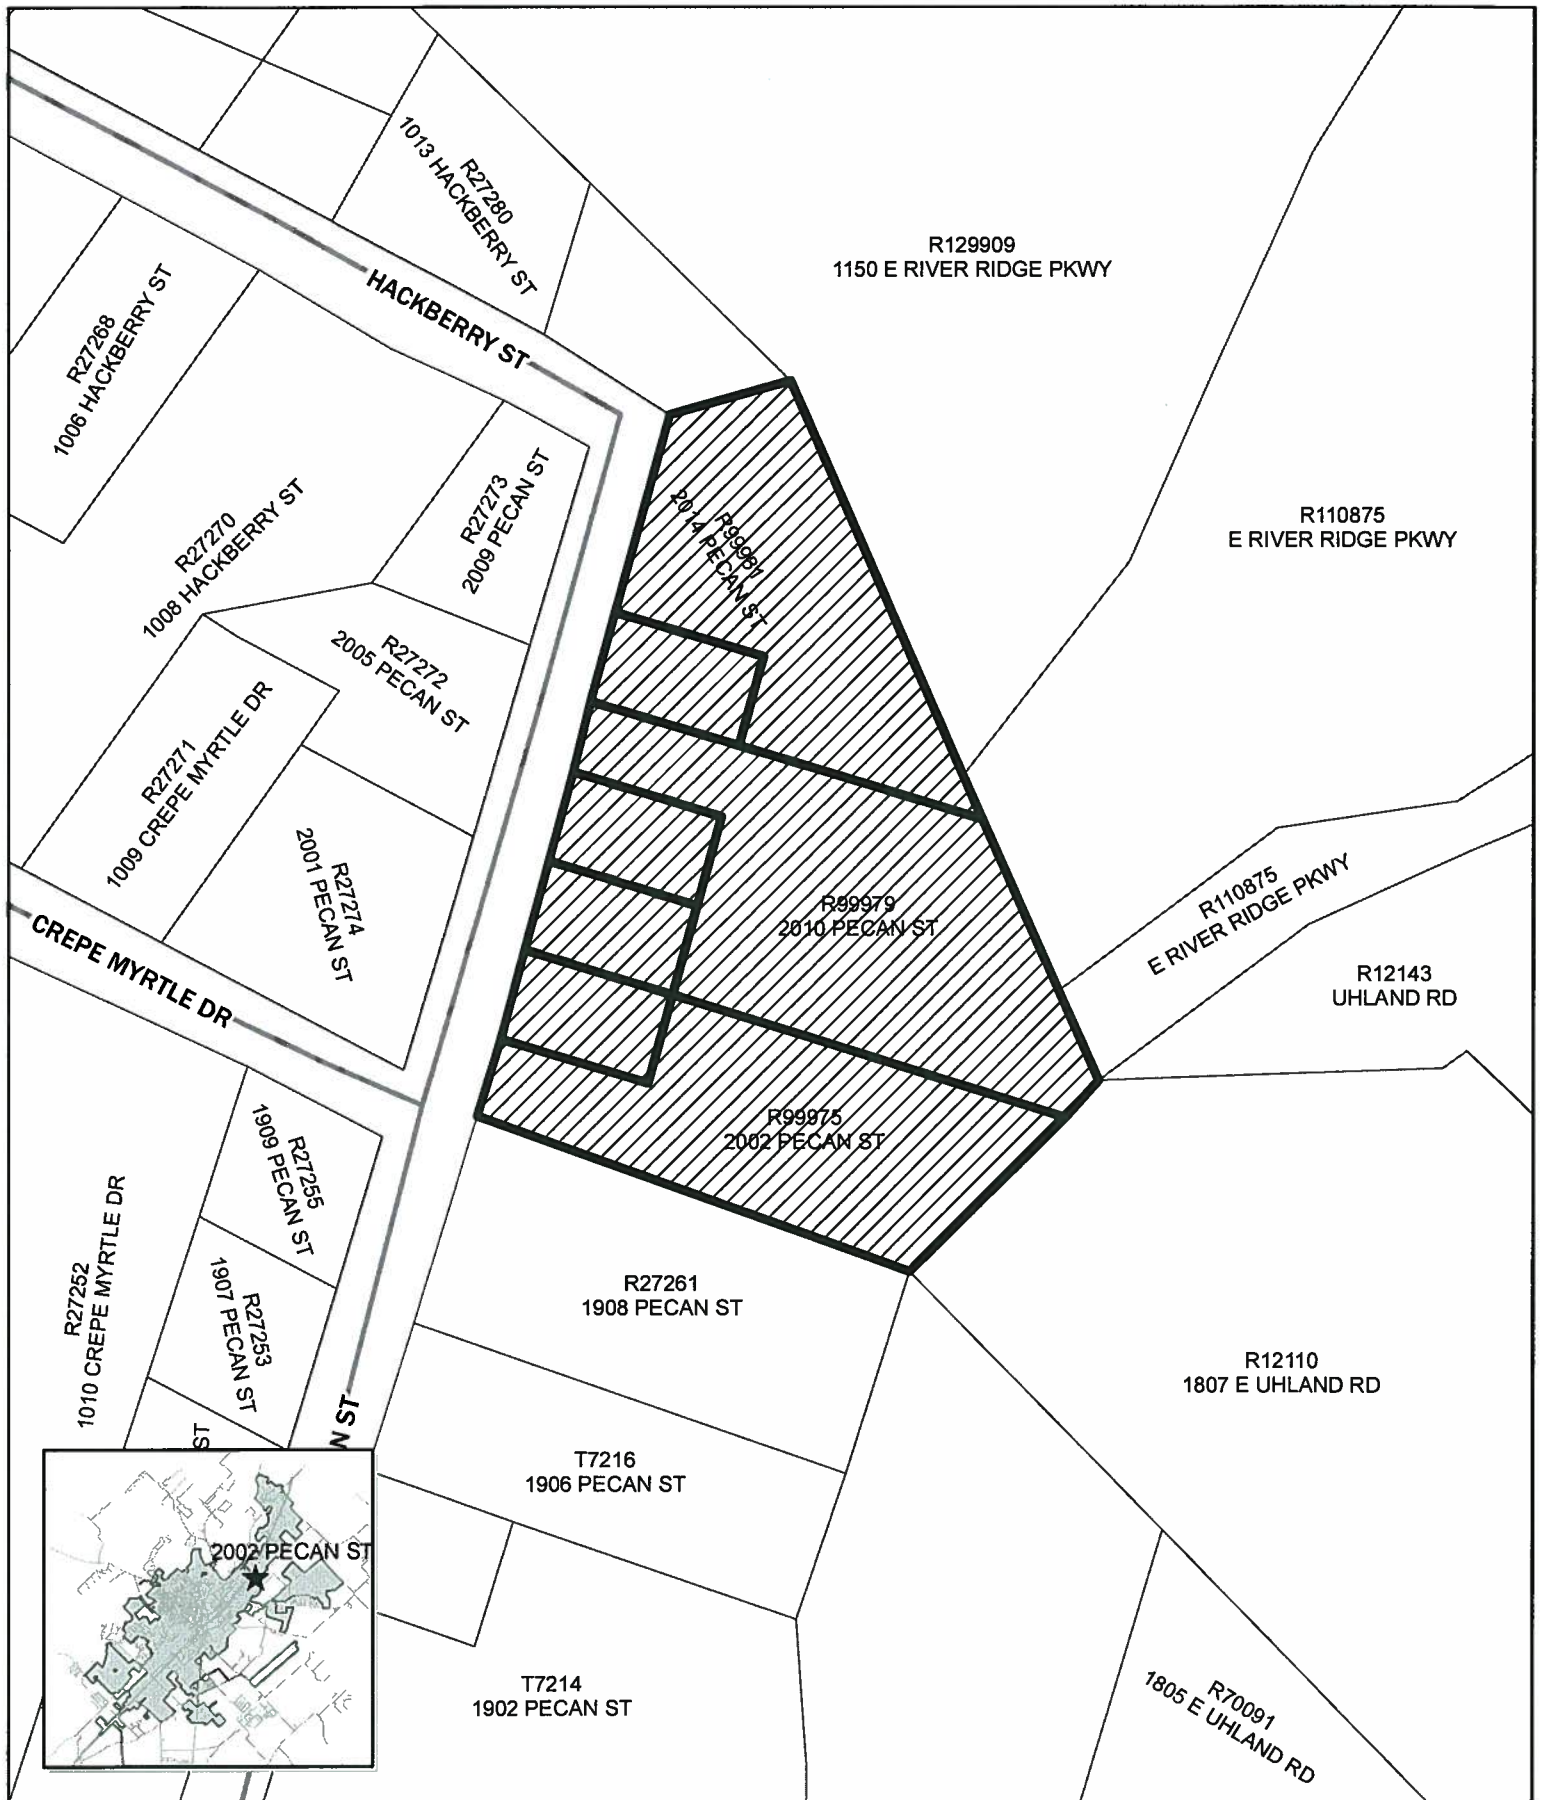 R27280
1013 HACKBERRY ST
R129909
1150 E RIVER RIDGE PKWY
HACKBERRY ST
R27268
1006 HACKBERRY ST
R27273
2009 PECAN ST
R99981
2014 PECAN ST
R110875
E RIVER RIDGE PKWY
R27270
1008 HACKBERRY ST
R27272
2005 PECAN ST
R27271
1009 CREPE MYRTLE DR
R27274
2001 PECAN ST
R99979
2010 PECAN ST
R110875
E RIVER RIDGE PKWY
R12143
UHLAND RD
CREPE MYRTLE DR
R99975
2002 PECAN ST
R27255
1909 PECAN ST
R27252
1010 CREPE MYRTLE DR
R27253
1907 PECAN ST
R27261
1908 PECAN ST
R12110
1807 E UHLAND RD
ST
N ST
T7216
1906 PECAN ST
2002 PECAN ST
T7214
1902 PECAN ST
R70091
1805 E UHLAND RD